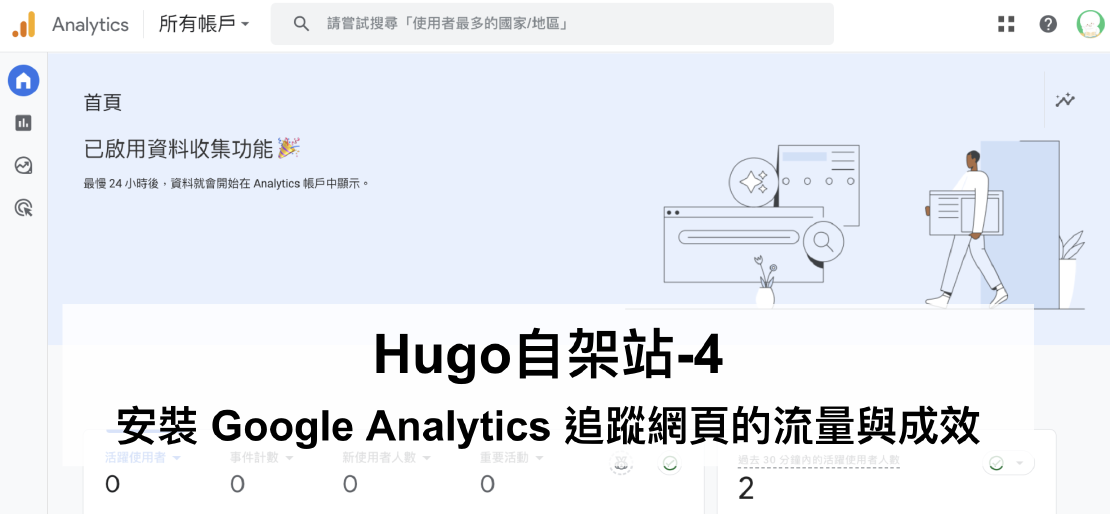 Analytics
所有帳戶
請嘗試搜尋「使用者最多的國家/地區」
首頁
已啟用資料收集功能🎉
最慢 24 小時後，資料就會開始在 Analytics 帳戶中顯示。
Hugo自架站-4
安裝 Google Analytics 追蹤網頁的流量與成效
活躍使用者
事件計數
新使用者人數
重要活動
過去 30 分鐘內的活躍使用者人數
0
0
0
0
2